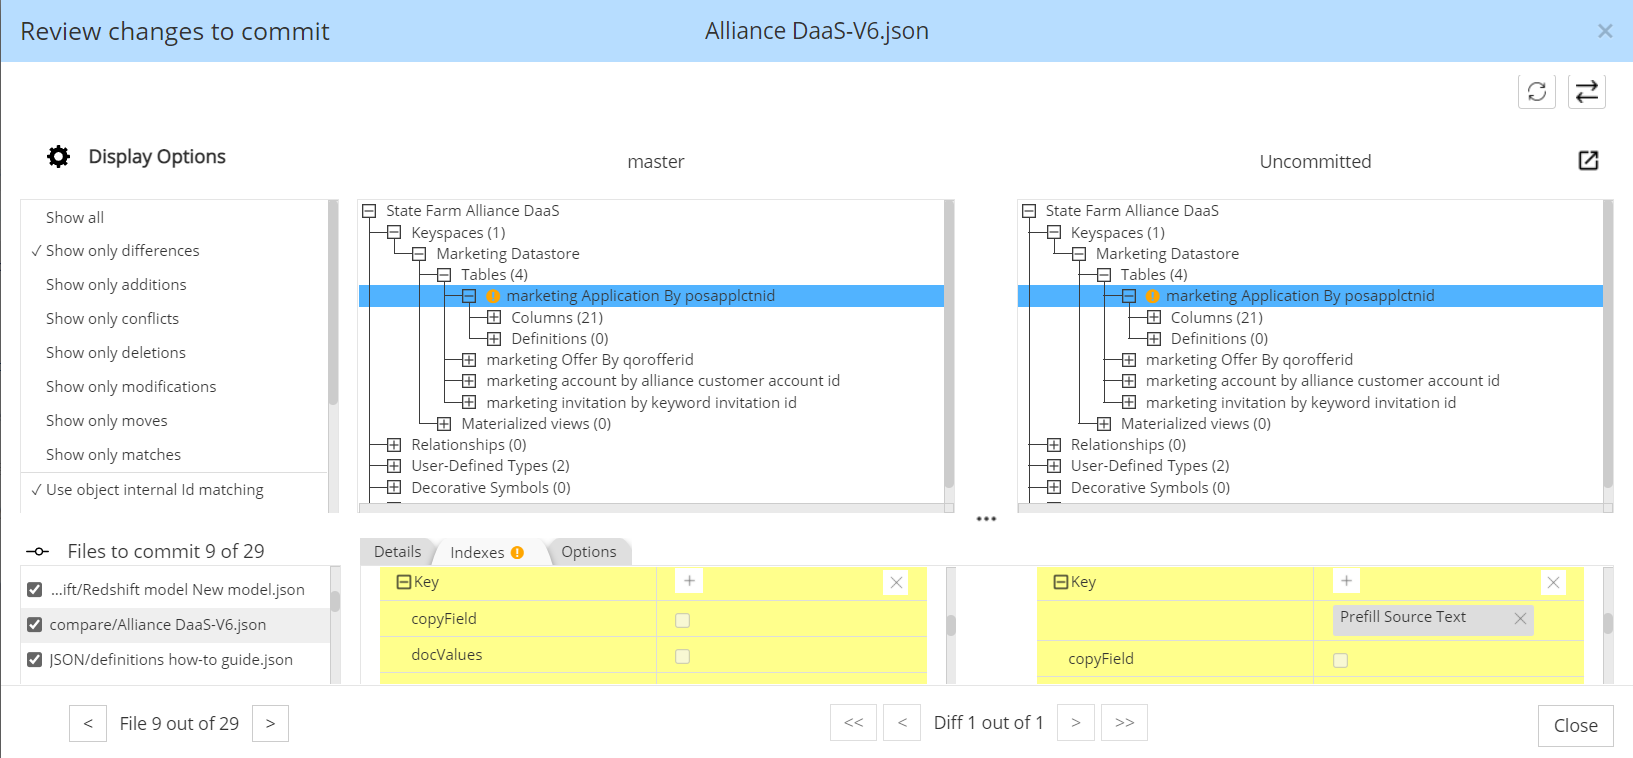 Review changes to commit
Alliance DaaS-V6.json
Display Options
master
Uncommitted
Show all
✓ Show only differences
Show only additions
Show only conflicts
Show only deletions
Show only modifications
Show only moves
Show only matches
✓ Use object internal Id matching
State Farm Alliance DaaS
Keyspaces (1)
Marketing Datastore
Tables (4)
marketing Application By posapplctnid
Columns (21)
Definitions (0)
marketing Offer By qorofferid
marketing account by alliance customer account id
marketing invitation by keyword invitation id
Materialized views (0)
Relationships (0)
User-Defined Types (2)
Decorative Symbols (0)
State Farm Alliance DaaS
Keyspaces (1)
Marketing Datastore
Tables (4)
marketing Application By posapplctnid
Columns (21)
Definitions (0)
marketing Offer By qorofferid
marketing account by alliance customer account id
marketing invitation by keyword invitation id
Materialized views (0)
Relationships (0)
User-Defined Types (2)
Decorative Symbols (0)
Files to commit 9 of 29
...ift/Redshift model New model.json
compare/Alliance DaaS-V6.json
JSON/definitions how-to guide.json
Details
Indexes
Options
Key
copyField
docValues
Key
Prefill Source Text
copyField
< File 9 out of 29 >
<< < Diff 1 out of 1 > >>
Close